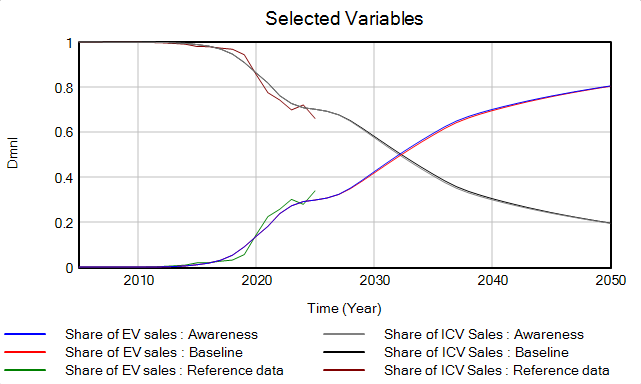 Selected Variables
1
0.8
0.6
Dmnl
0.4
0.2
0
2010 2020 2030 2040 2050
Time (Year)
Share of EV sales : Awareness Share of ICV Sales : Awareness
Share of EV sales : Baseline Share of ICV Sales : Baseline
Share of EV sales : Reference data Share of ICV Sales : Reference data